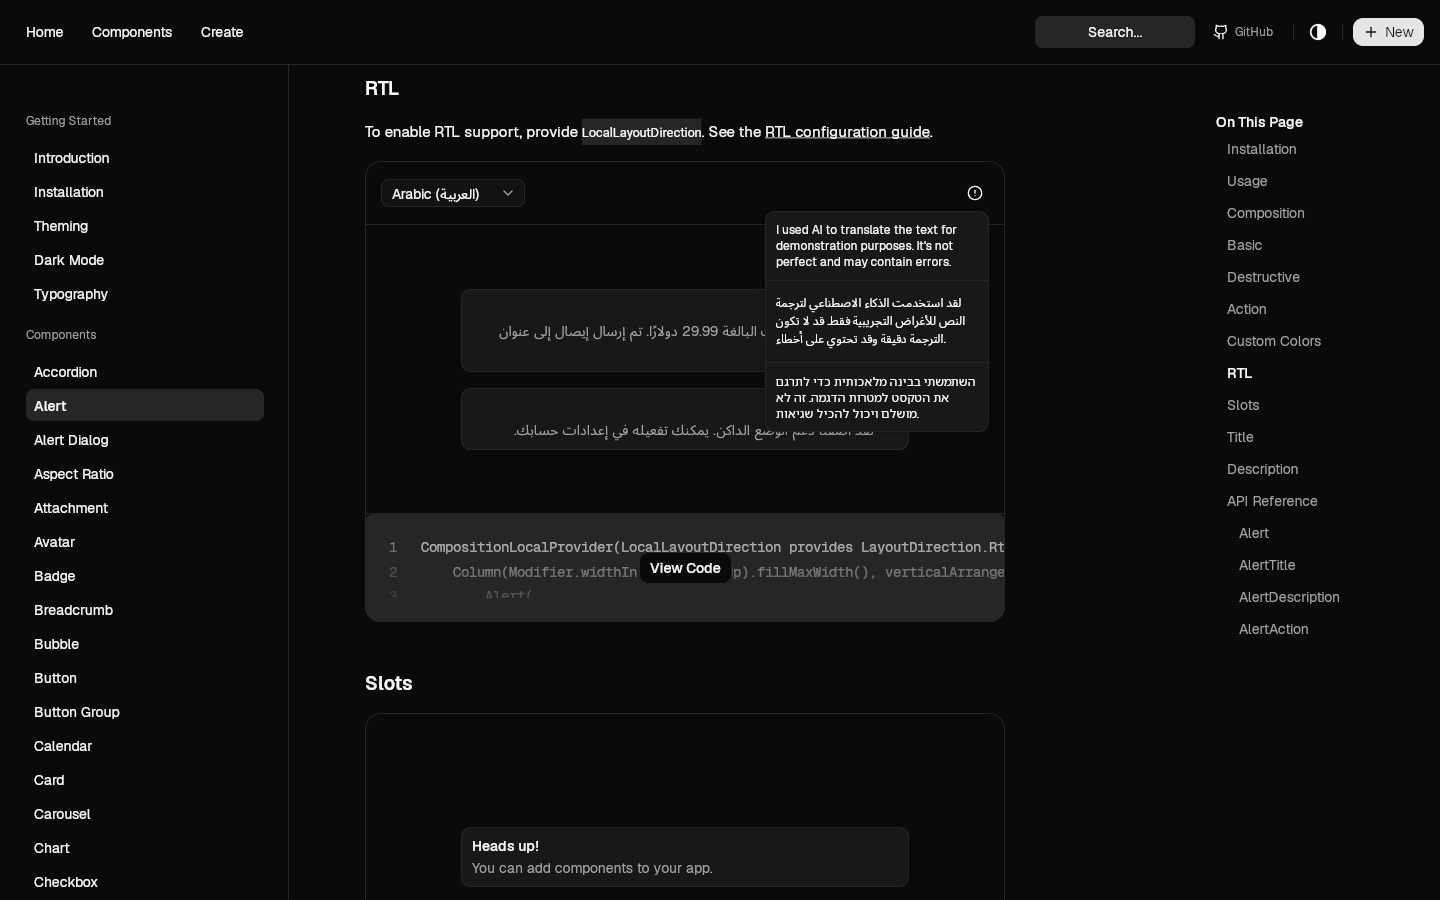 Home
Components
Create
Search...
GitHub
New
Getting Started
Introduction
Installation
Theming
Dark Mode
Typography
Components
Accordion
Alert
Alert Dialog
Aspect Ratio
Attachment
Avatar
Badge
Breadcrumb
Bubble
Button
Button Group
Calendar
Card
Carousel
Chart
Checkbox
RTL
To enable RTL support, provide LocalLayoutDirection. See the RTL configuration guide.
Arabic (العربية)
I used AI to translate the text for
demonstration purposes. It's not
perfect and may contain errors.
لقد استخدمت الذكاء الاصطناعي لترجمة
النص للأغراض التجريبية فقط قد لا تكون
الترجمة دقيقة وقد تحتوي على أخطاء.
השתמשתי בבינה מלאכותית כדי לתרגם
את הטקסט למטרות הדגמה. זה לא
מושלם ויכול להכיל שגיאות.
البالغة 29.99 دولارًا. تم إرسال إيصال إلى عنوان
الوضع الداكن. يمكنك تفعيله في إعدادات حسابك.
1 CompositionLocalProvider(LocalLayoutDirection provides LayoutDirection.Rt
2 Column(Modifier.widthIn p).fillMaxWidth(), verticalArrange
3 Alert(
View Code
Slots
Heads up!
You can add components to your app.
On This Page
Installation
Usage
Composition
Basic
Destructive
Action
Custom Colors
RTL
Slots
Title
Description
API Reference
Alert
AlertTitle
AlertDescription
AlertAction